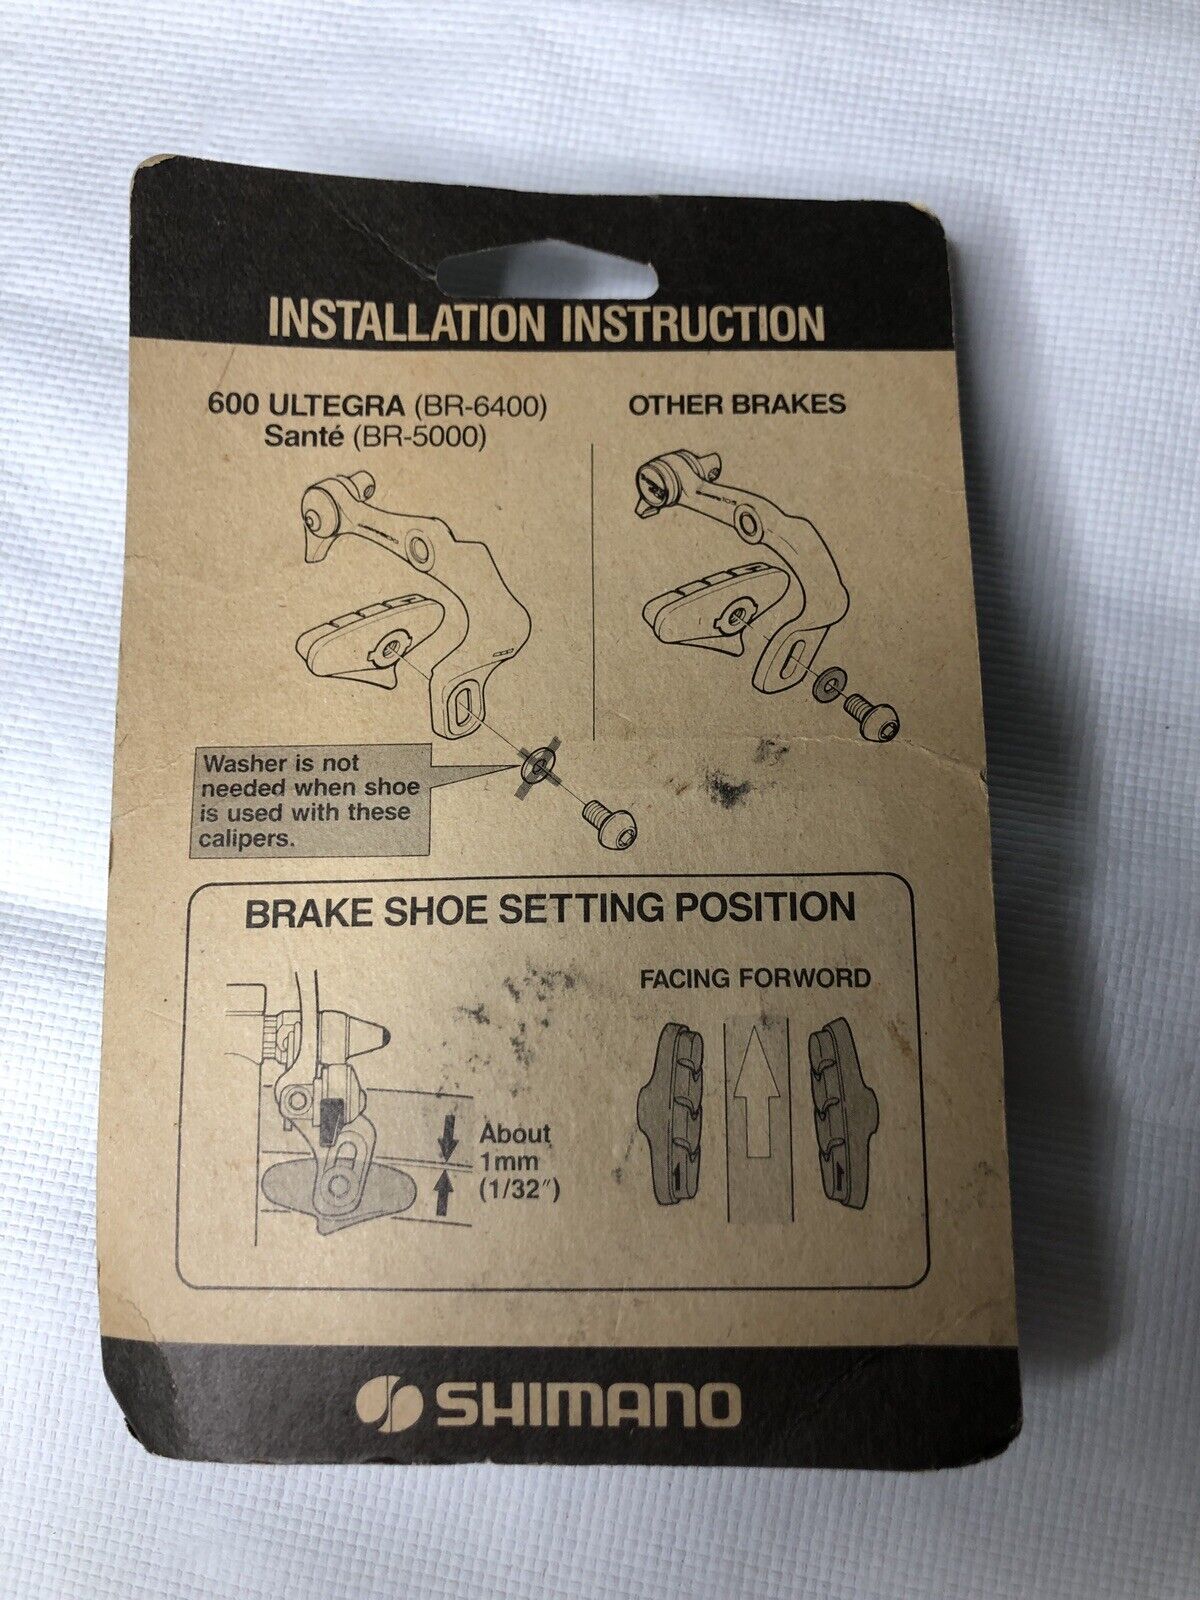 INSTALLATION INSTRUCTION
600 ULTEGRA (BR-6400)
Santé (BR-5000)
OTHER BRAKES
Washer is not
needed when shoe
is used with these
calipers.
BRAKE SHOE SETTING POSITION
About
1mm
(1/32″)
FACING FORWORD
SHIMANO